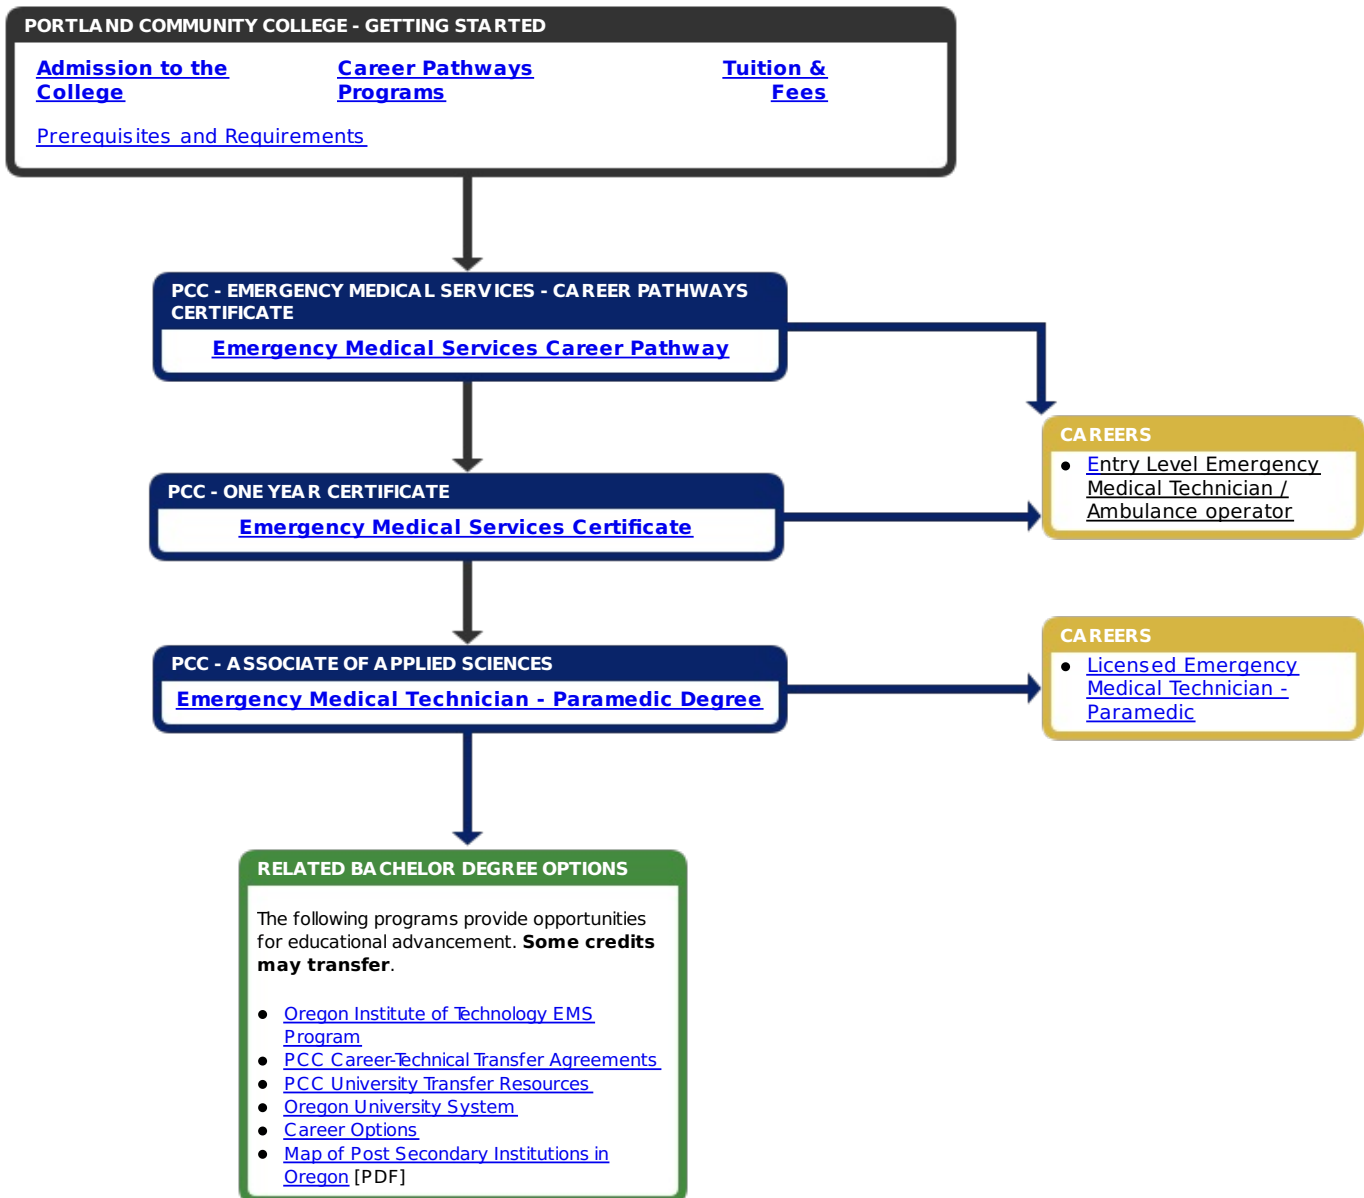 PORTLAND COMMUNITY COLLEGE - GETTING STARTED
Admission to the
College
Career Pathways
Programs
Tuition &
Fees
Prerequisites and Requirements
PCC - EMERGENCY MEDICAL SERVICES - CAREER PATHWAYS
CERTIFICATE
Emergency Medical Services Career Pathway
CAREERS
• Entry Level Emergency
Medical Technician /
Ambulance operator
PCC - ONE YEAR CERTIFICATE
Emergency Medical Services Certificate
PCC - ASSOCIATE OF APPLIED SCIENCES
Emergency Medical Technician - Paramedic Degree
CAREERS
• Licensed Emergency
Medical Technician -
Paramedic
RELATED BACHELOR DEGREE OPTIONS
The following programs provide opportunities
for educational advancement. Some credits
may transfer.
• Oregon Institute of Technology EMS
Program
• PCC Career-Technical Transfer Agreements
• PCC University Transfer Resources
• Oregon University System
• Career Options
• Map of Post Secondary Institutions in
Oregon [PDF]